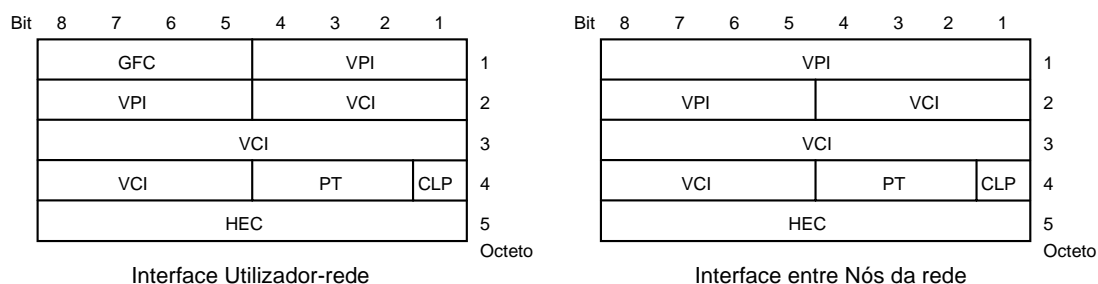 Bit 8 7 6 5 4 3 2 1
GFC VPI 1
VPI VCI 2
VCI 3
VCI PT CLP 4
HEC 5
Octeto
Interface Utilizador-rede
Bit 8 7 6 5 4 3 2 1
VPI 1
VPI VCI 2
VCI 3
VCI PT CLP 4
HEC 5
Octeto
Interface entre Nós da rede